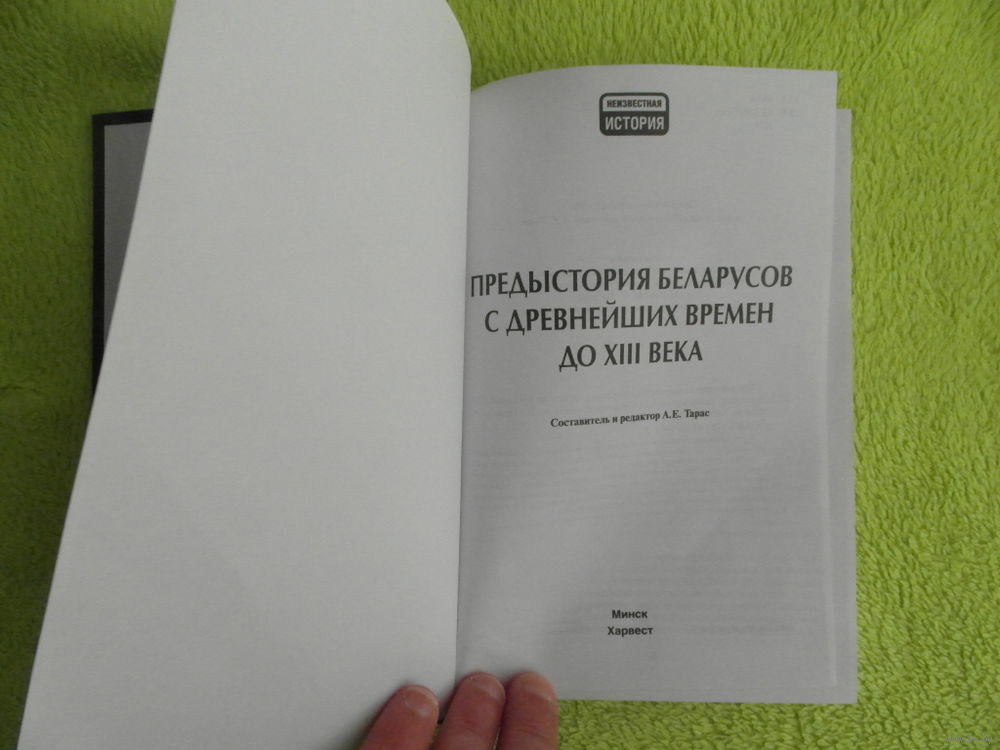 НЕИЗВЕСТНАЯ
ИСТОРИЯ
ПРЕДЫСТОРИЯ БЕЛАРУСОВ
С ДРЕВНЕЙШИХ ВРЕМЕН
ДО XIII ВЕКА
Составитель и редактор А.Е. Тарас
Минск
Харвест